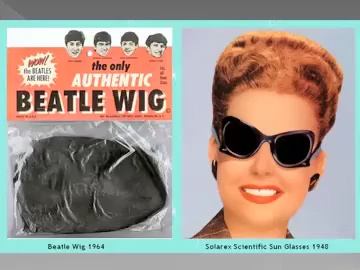 WOW!
the BEATLES
ARE HERE!
the only
AUTHENTIC
BEATLE WIG
Beatle Wig 1964
Solarex Scientific Sun Glasses 1948